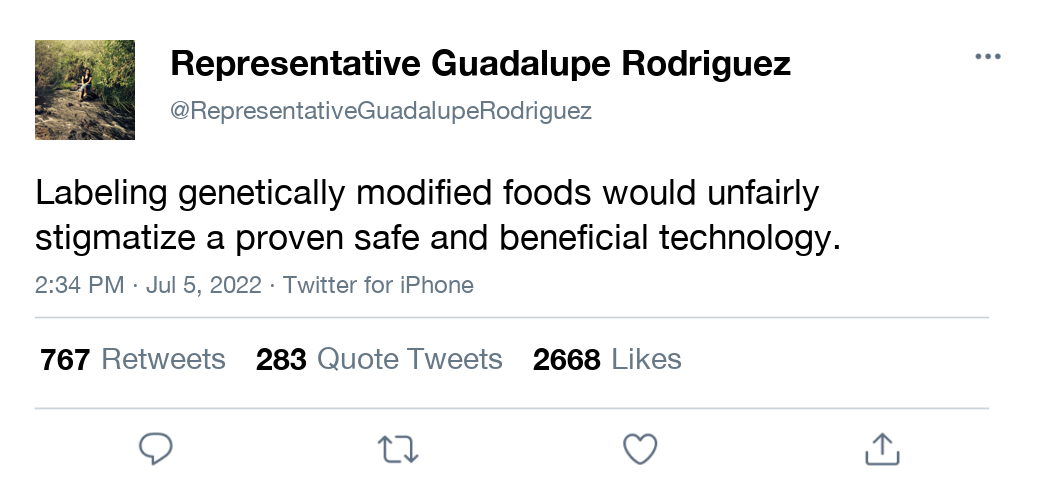 Representative Guadalupe Rodriguez
@RepresentativeGuadalupeRodriguez
Labeling genetically modified foods would unfairly
stigmatize a proven safe and beneficial technology.
2:34 PM · Jul 5, 2022 · Twitter for iPhone
767 Retweets 283 Quote Tweets 2668 Likes